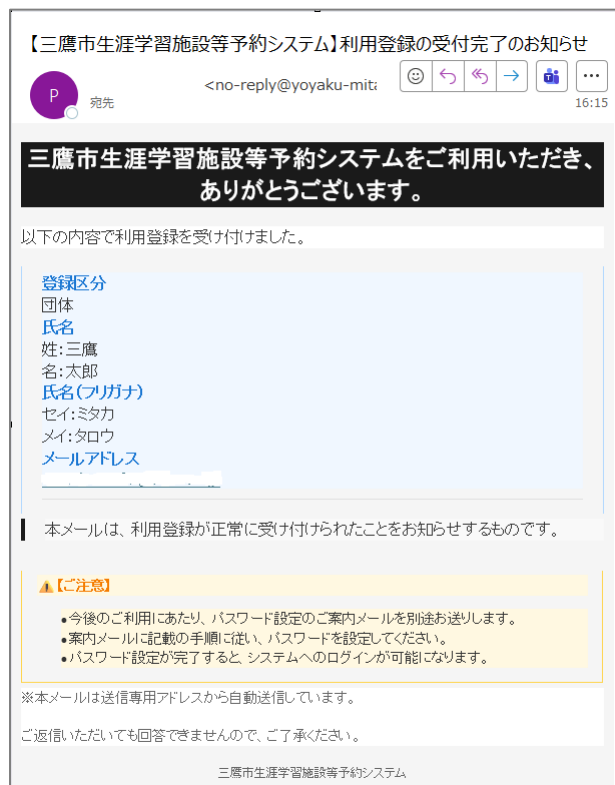 【三鷹市生涯学習施設等予約システム】利用登録の受付完了のお知らせ
P
<no-reply@yoyaku-mita
宛先
16:15
三鷹市生涯学習施設等予約システムをご利用いただき、
ありがとうございます。
以下の内容で利用登録を受け付けました。
登録区分
団体
氏名
姓:三鷹
名:太郎
氏名(フリガナ)
セイ:ミタカ
メイ:タロウ
メールアドレス
本メールは、利用登録が正常に受け付けられたことをお知らせするものです。
⚠【ご注意】
•今後のご利用にあたり、パスワード設定のご案内メールを別途お送りします。
•案内メールに記載の手順に従い、パスワードを設定してください。
•パスワード設定が完了すると、システムへのログインが可能になります。
※本メールは送信専用アドレスから自動送信しています。
ご返信いただいても回答できませんので、ご了承ください。
三鷹市生涯学習施設等予約システム